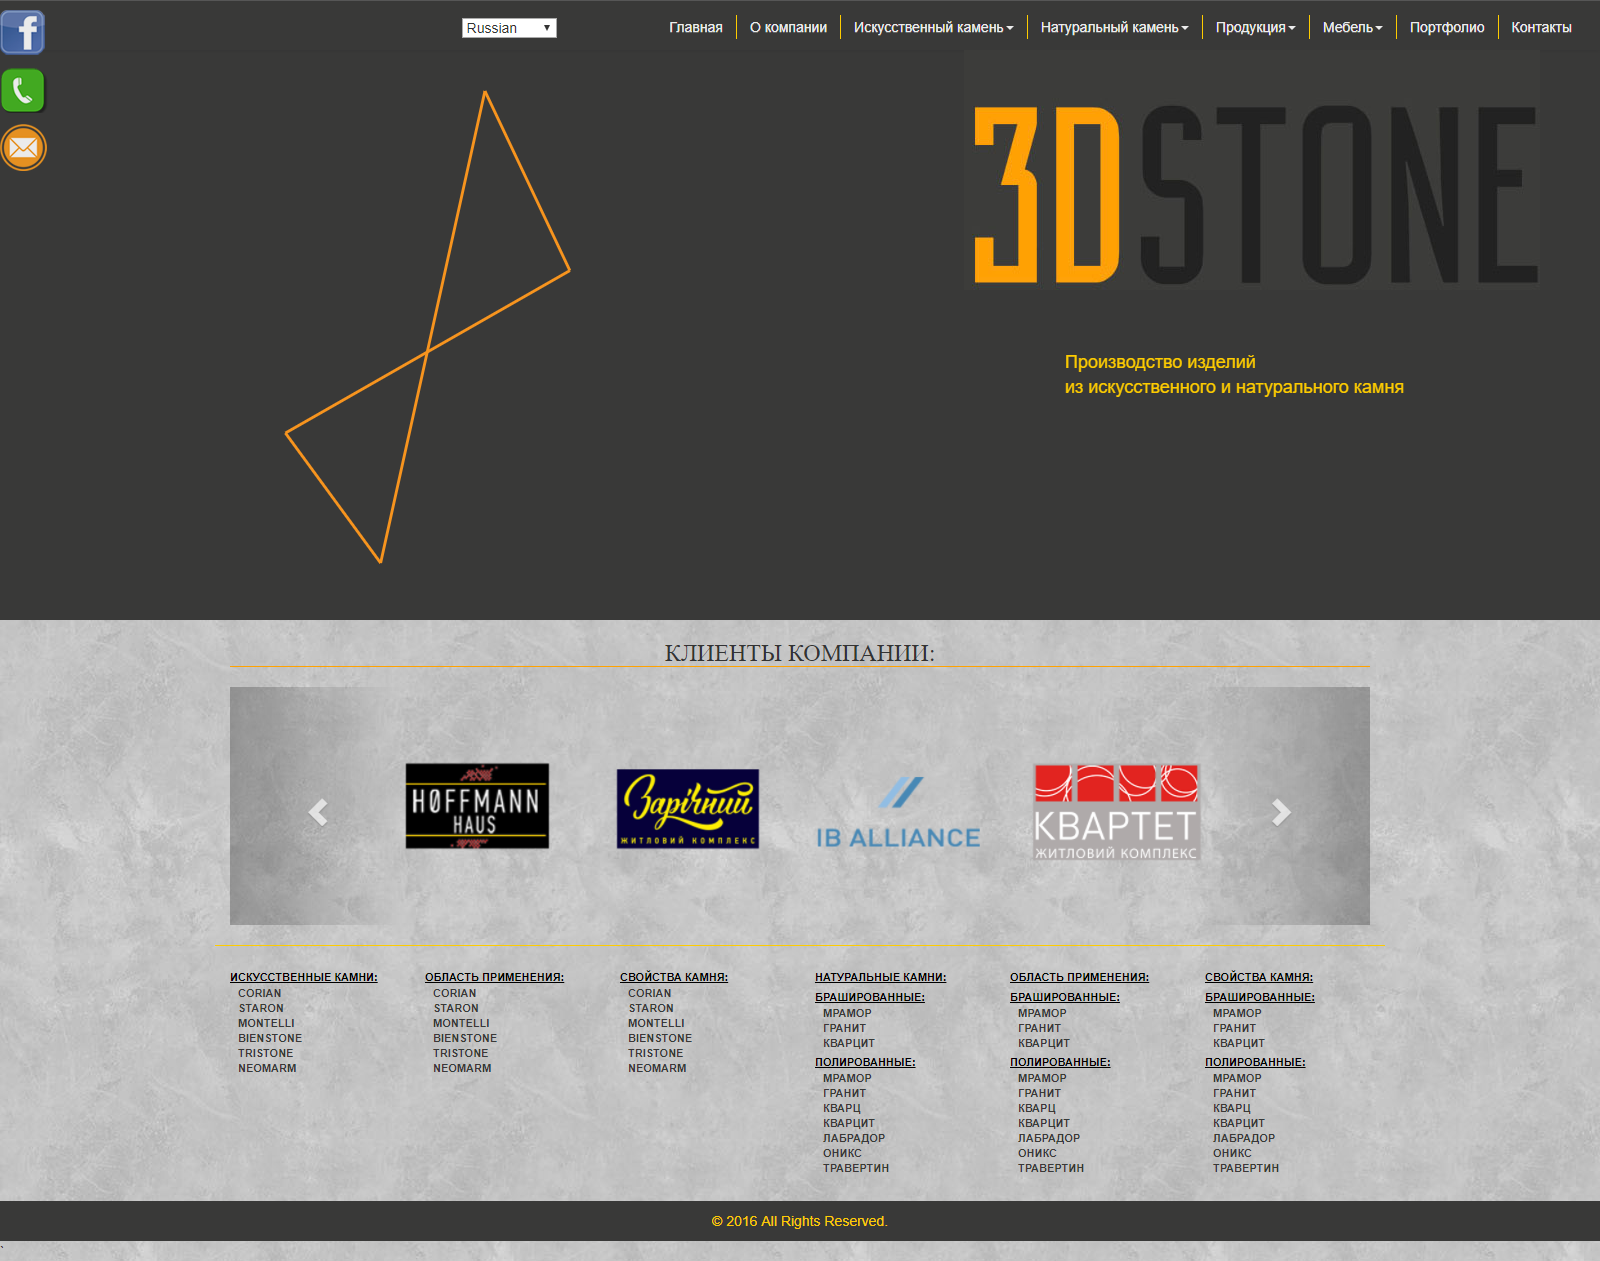 Russian
Главная
О компании
Искусственный камень
Натуральный камень
Продукция
Мебель
Портфолио
Контакты
3DSTONE
Производство изделий
из искусственного и натурального камня
КЛИЕНТЫ КОМПАНИИ:
HØFFMANN
HAUS
Зарічний
ЖИТЛОВИЙ КОМПЛЕКС
IB ALLIANCE
КВАРТЕТ
ЖИТЛОВИЙ КОМПЛЕКС
ИСКУССТВЕННЫЕ КАМНИ:
CORIAN
STARON
MONTELLI
BIENSTONE
TRISTONE
NEOMARM
ОБЛАСТЬ ПРИМЕНЕНИЯ:
CORIAN
STARON
MONTELLI
BIENSTONE
TRISTONE
NEOMARM
СВОЙСТВА КАМНЯ:
CORIAN
STARON
MONTELLI
BIENSTONE
TRISTONE
NEOMARM
НАТУРАЛЬНЫЕ КАМНИ:
БРАШИРОВАННЫЕ:
МРАМОР
ГРАНИТ
КВАРЦИТ
ПОЛИРОВАННЫЕ:
МРАМОР
ГРАНИТ
КВАРЦ
КВАРЦИТ
ЛАБРАДОР
ОНИКС
ТРАВЕРТИН
ОБЛАСТЬ ПРИМЕНЕНИЯ:
БРАШИРОВАННЫЕ:
МРАМОР
ГРАНИТ
КВАРЦИТ
ПОЛИРОВАННЫЕ:
МРАМОР
ГРАНИТ
КВАРЦ
КВАРЦИТ
ЛАБРАДОР
ОНИКС
ТРАВЕРТИН
СВОЙСТВА КАМНЯ:
БРАШИРОВАННЫЕ:
МРАМОР
ГРАНИТ
КВАРЦИТ
ПОЛИРОВАННЫЕ:
МРАМОР
ГРАНИТ
КВАРЦ
КВАРЦИТ
ЛАБРАДОР
ОНИКС
ТРАВЕРТИН
© 2016 All Rights Reserved.
`